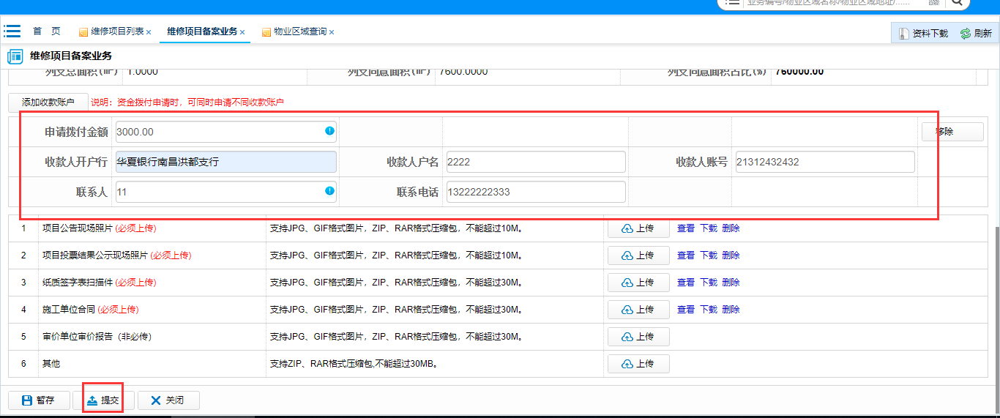 业务编号/物业区域名称/物业区域地址/......
首 页 维修项目列表× 维修项目备案业务× 物业区域查询× 资料下载 刷新
维修项目备案业务
列支总面积(㎡) 1.0000 列支同意面积(㎡) 7600.0000 列支同意面积占比(%) 760000.00
添加收款账户 说明：资金拨付申请时，可同时申请不同收款账户
申请拨付金额 3000.00 移除
收款人开户行 华夏银行南昌洪都支行 收款人户名 2222 收款人账号 21312432432
联系人 11 联系电话 13222222333
1 项目公告现场照片 (必须上传) 支持JPG、GIF格式图片，ZIP、RAR格式压缩包，不能超过10M。 上传 查看 下载 删除
2 项目投票结果公示现场照片 (必须上传) 支持JPG、GIF格式图片，ZIP、RAR格式压缩包，不能超过10M。 上传 查看 下载 删除
3 纸质签字表扫描件 (必须上传) 支持JPG、GIF格式图片，ZIP、RAR格式压缩包，不能超过30M。 上传 查看 下载 删除
4 施工单位合同 (必须上传) 支持JPG、GIF格式图片，ZIP、RAR格式压缩包，不能超过30M。 上传 查看 下载 删除
5 审价单位审价报告（非必传） 支持JPG、GIF格式图片，ZIP、RAR格式压缩包，不能超过30M。 上传
6 其他 支持ZIP、RAR格式压缩包,不能超过30MB。 上传
暂存 提交 关闭